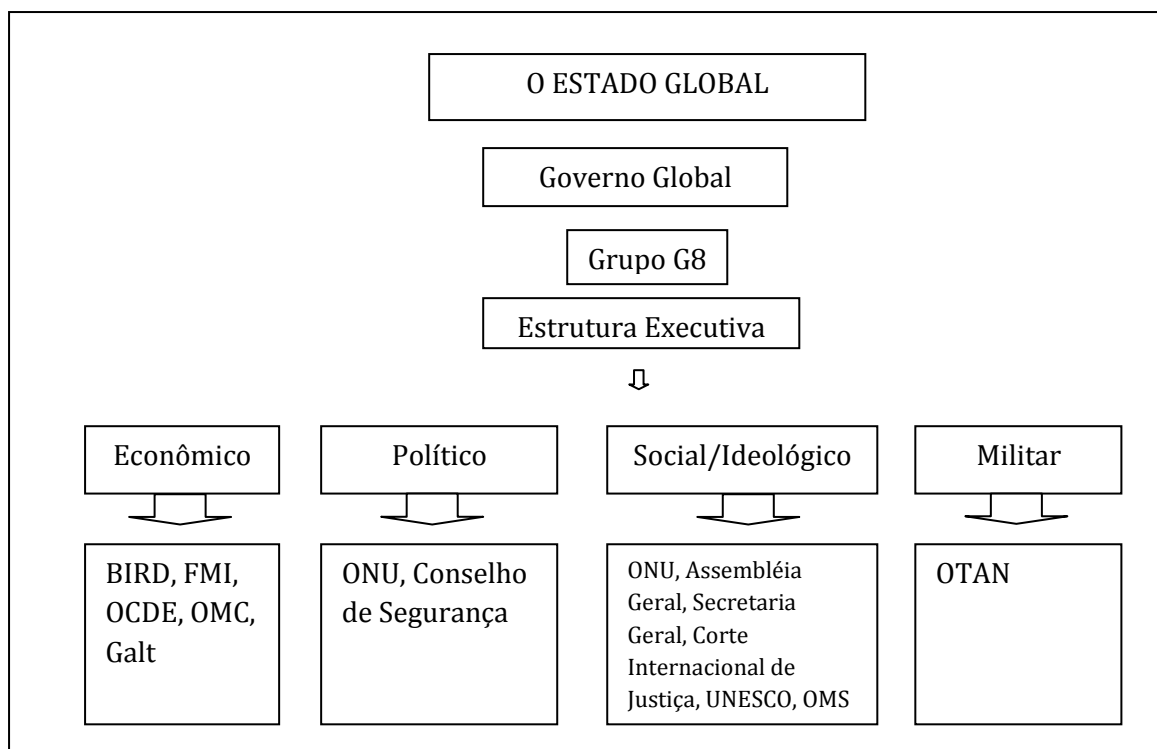 O ESTADO GLOBAL
Governo Global
Grupo G8
Estrutura Executiva
Econômico
Político
Social/Ideológico
Militar
BIRD, FMI,
OCDE, OMC,
Galt
ONU, Conselho
de Segurança
ONU, Assembléia
Geral, Secretaria
Geral, Corte
Internacional de
Justiça, UNESCO, OMS
OTAN